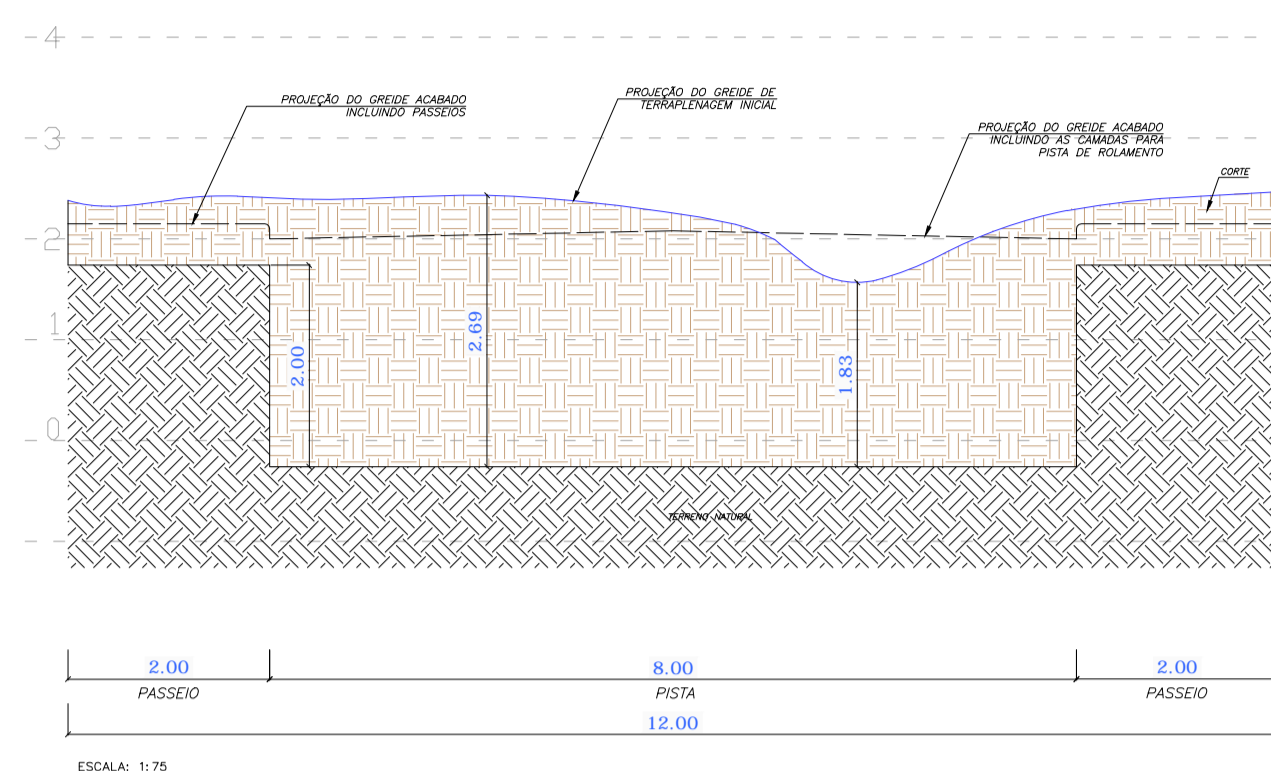 4
PROJEÇÃO DO GREIDE ACABADO
INCLUINDO PASSEIOS
PROJEÇÃO DO GREIDE DE
TERRAPLENAGEM INICIAL
3
PROJEÇÃO DO GREIDE ACABADO
INCLUINDO AS CAMADAS PARA
PISTA DE ROLAMENTO
CORTE
2
1
2.00
2.69
1.83
0
TERRENO NATURAL
2.00
8.00
2.00
PASSEIO
PISTA
PASSEIO
12.00
ESCALA: 1:75